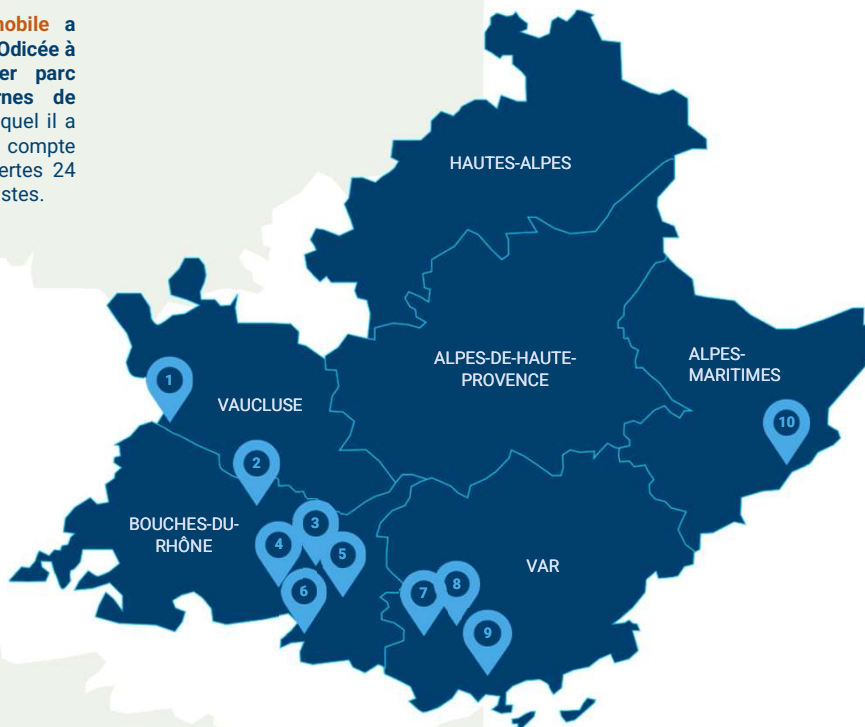 mobile a
Odicée à
er parc
rnes de
quel il a
compte
ertes 24
stes.
HAUTES-ALPES
ALPES-DE-HAUTE-
PROVENCE
ALPES-
MARITIMES
VAUCLUSE
BOUCHES-DU-
RHÔNE
VAR
1
2
3
4
5
6
7
8
9
10